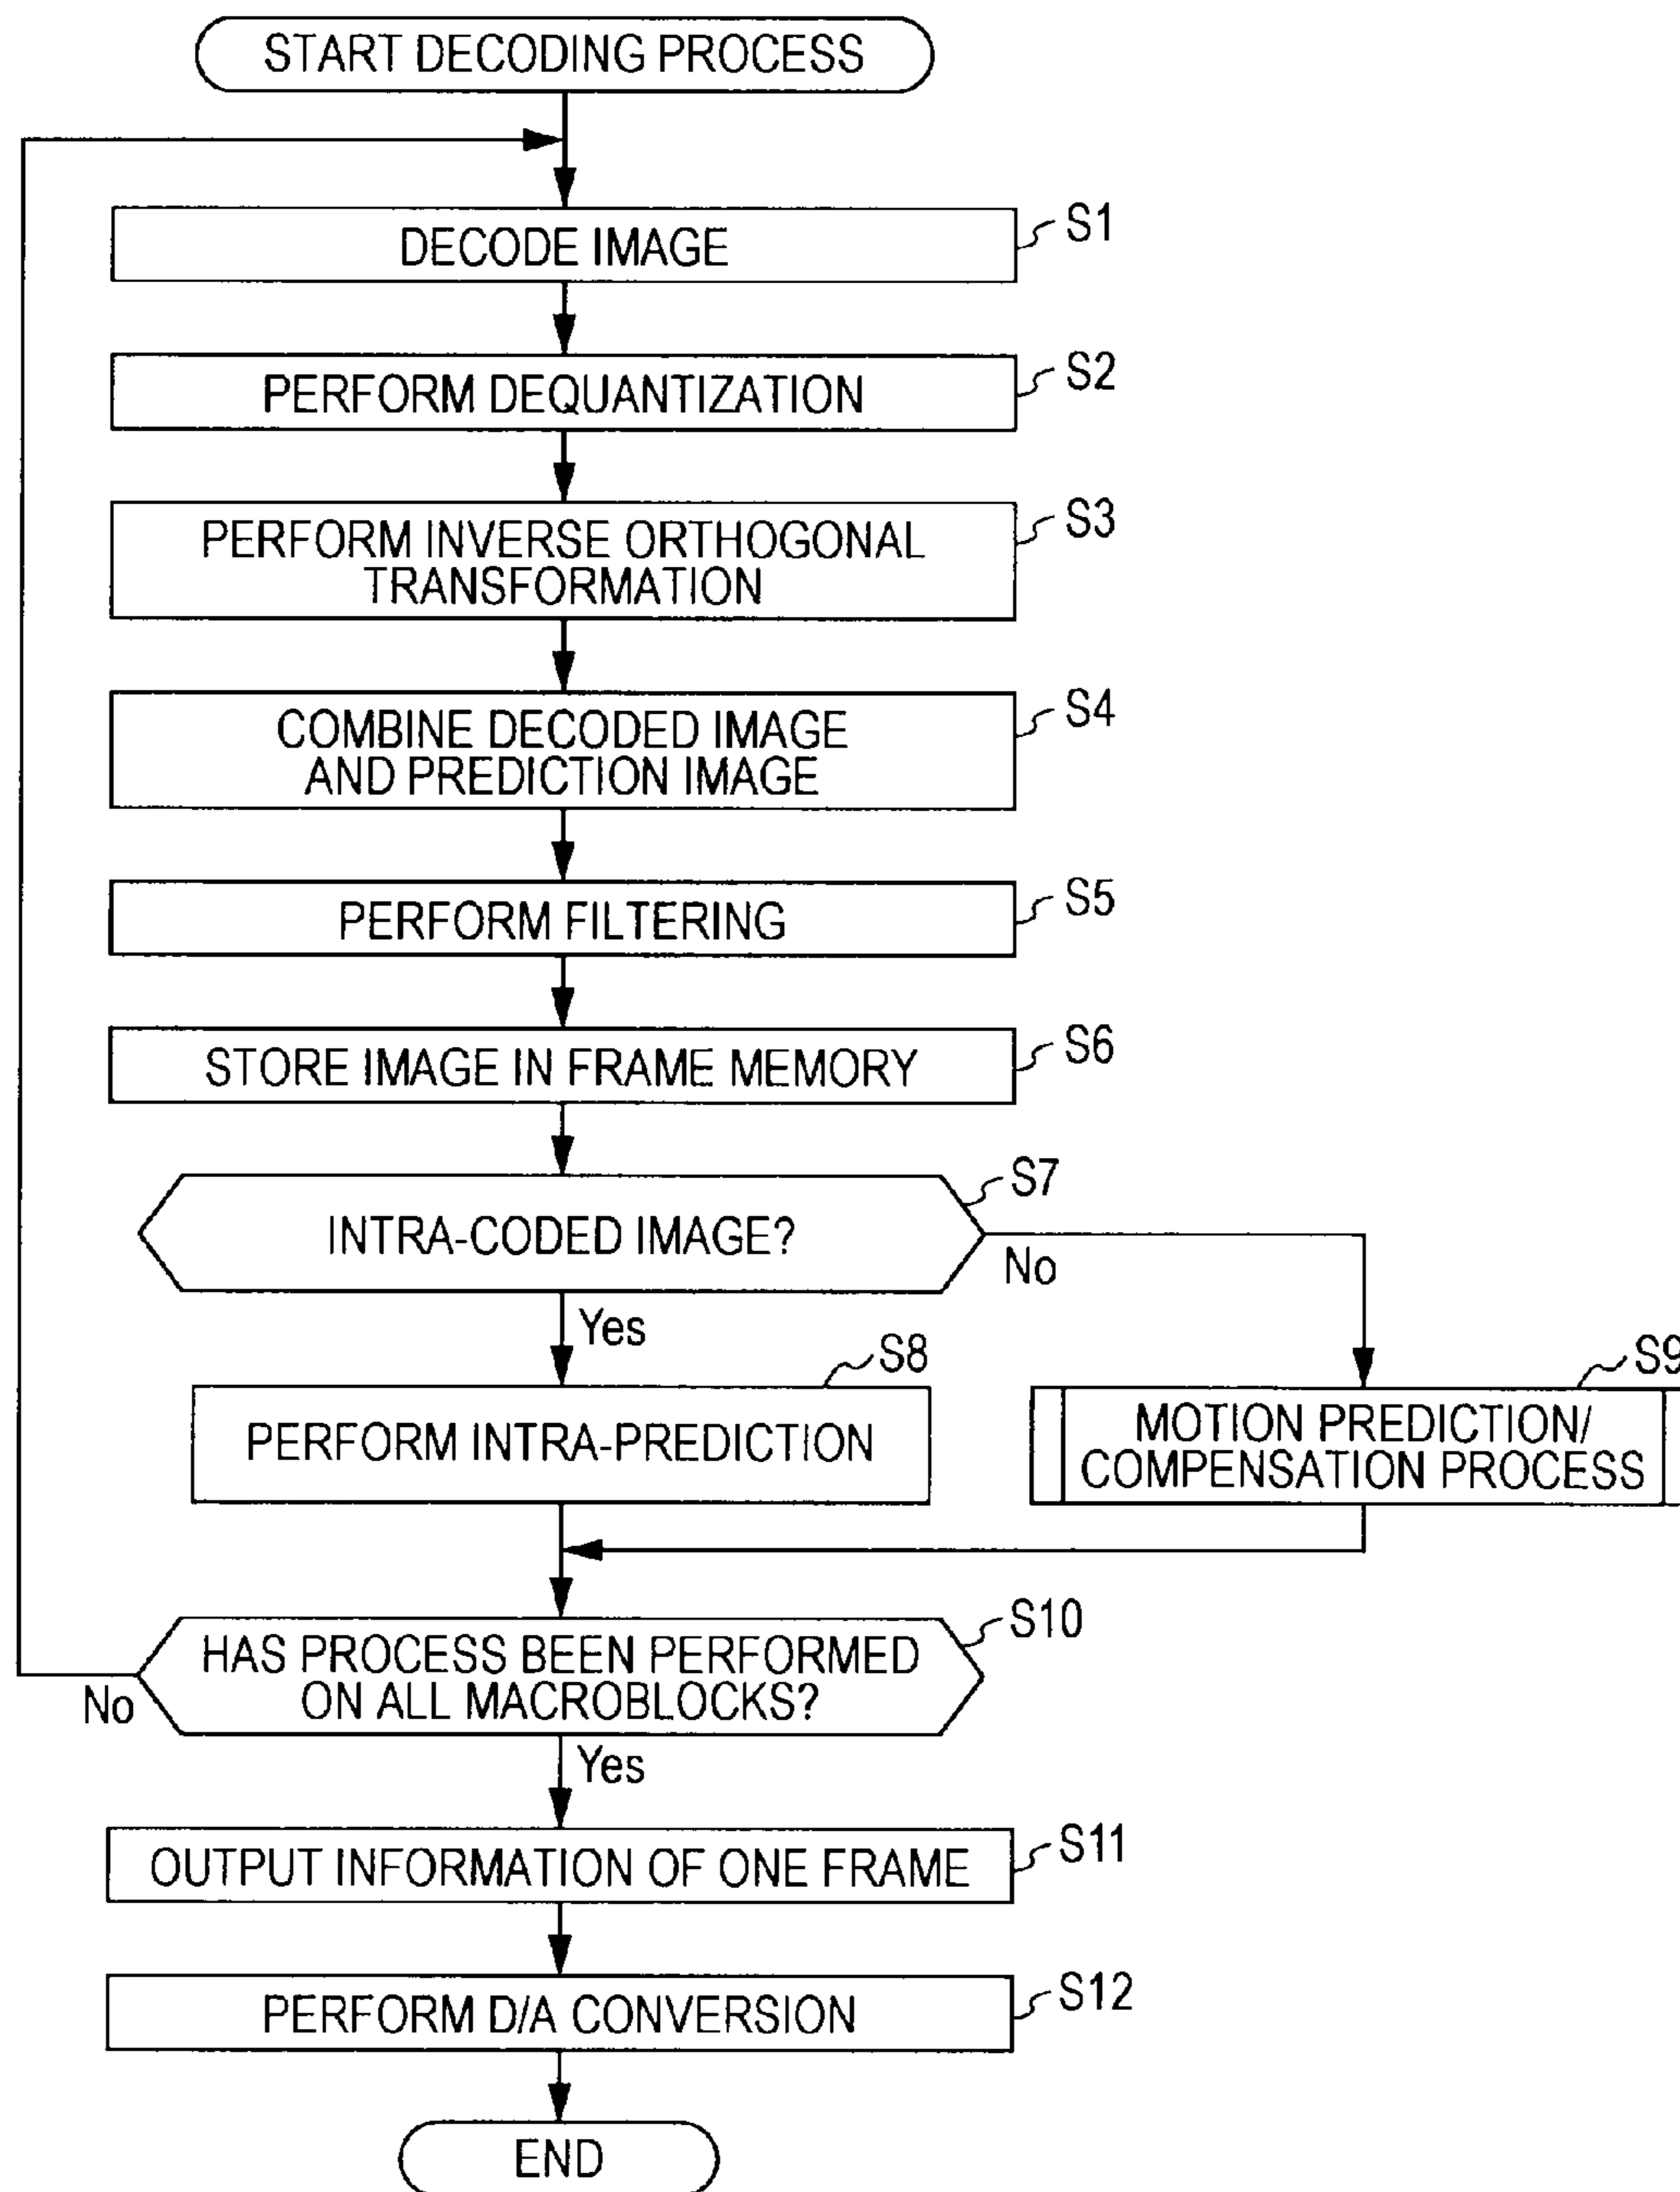 START DECODING PROCESS
DECODE IMAGE
S1
PERFORM DEQUANTIZATION
S2
PERFORM INVERSE ORTHOGONAL
TRANSFORMATION
S3
COMBINE DECODED IMAGE
AND PREDICTION IMAGE
S4
PERFORM FILTERING
S5
STORE IMAGE IN FRAME MEMORY
S6
INTRA-CODED IMAGE?
S7
No
Yes
S8
PERFORM INTRA-PREDICTION
S9
MOTION PREDICTION/
COMPENSATION PROCESS
HAS PROCESS BEEN PERFORMED
ON ALL MACROBLOCKS?
S10
No
Yes
OUTPUT INFORMATION OF ONE FRAME
S11
PERFORM D/A CONVERSION
S12
END